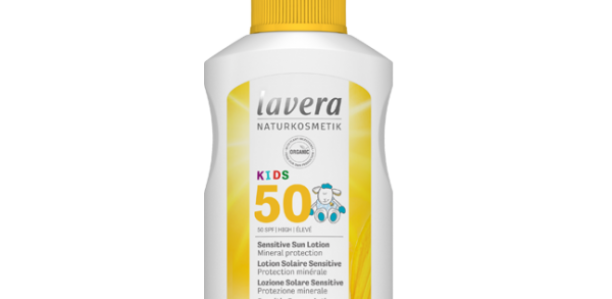 lavera
NATURKOSMETIK
ORGANIC
KIDS
50
50 SPF | HIGH | ÉLEVÉ
Sensitive Sun Lotion
Mineral protection
Lotion Solaire Sensitive
Protection minérale
Lozione Solare Sensitive
Protezione minerale